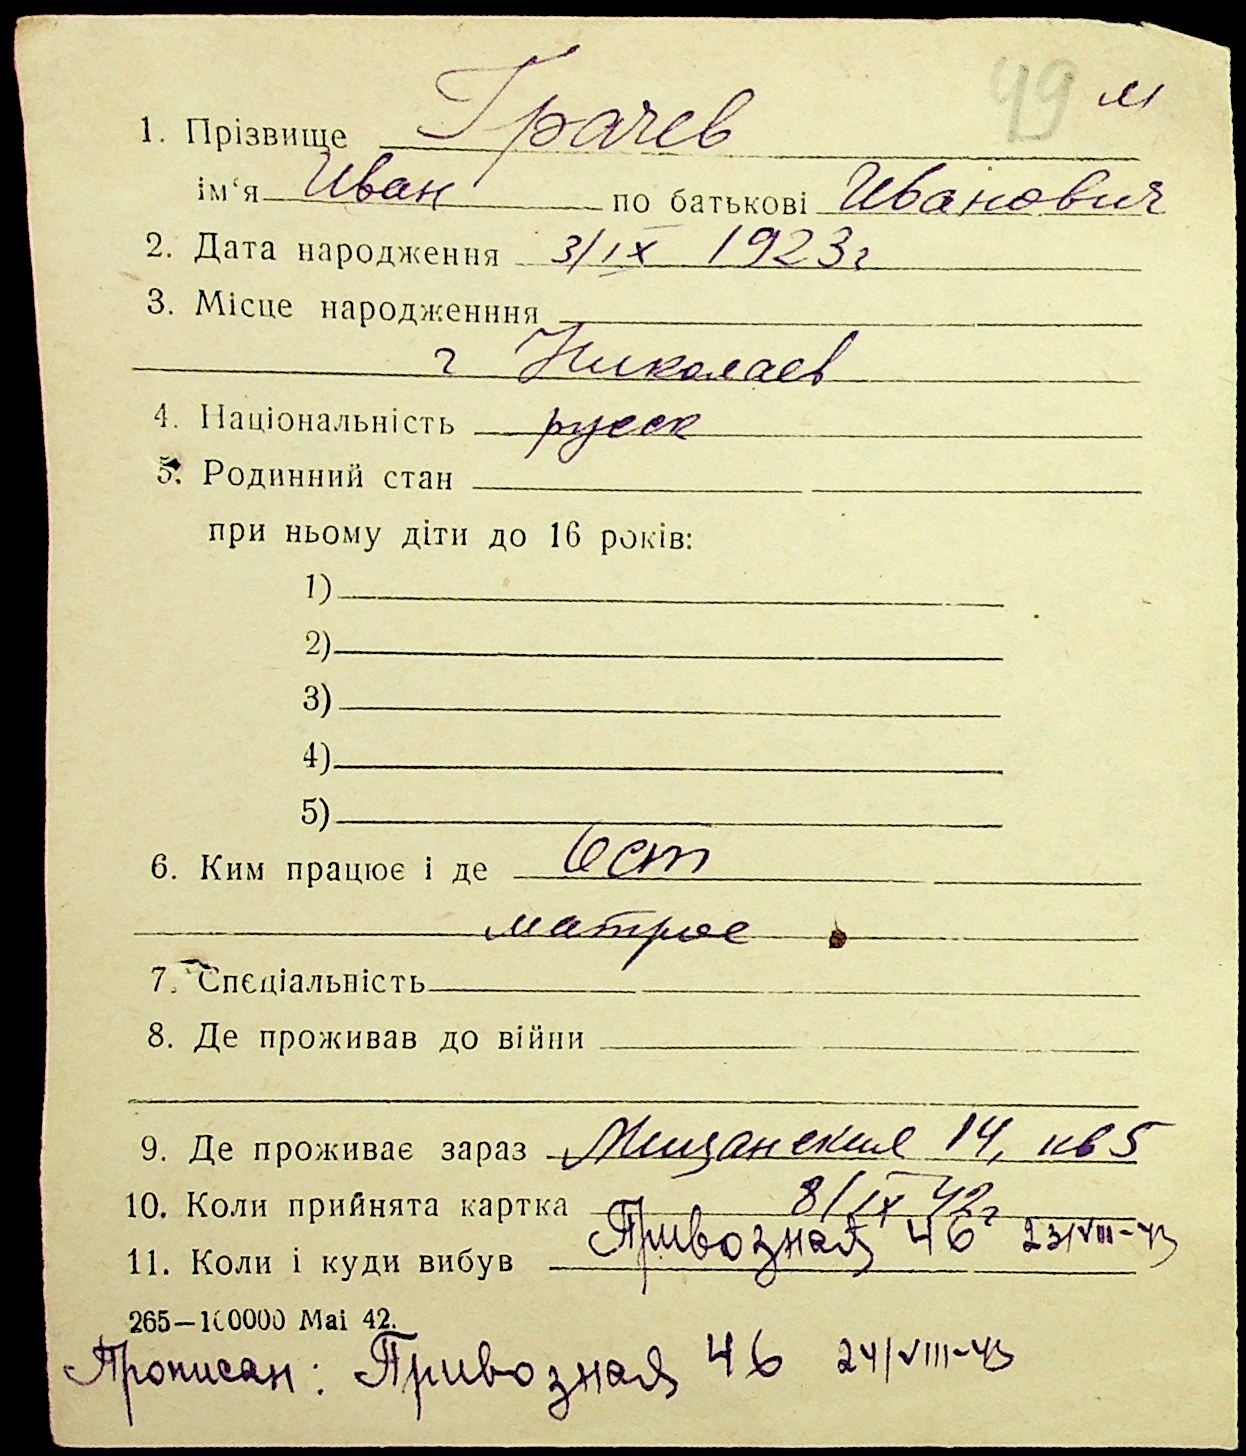 49 м
1. Прізвище Грачев
ім‘я Иван по батькові Иванович
2. Дата народження 3/IX 1923г
3. Місце народженння
г Николаев
4. Національність русск
5. Родинний стан
при ньому діти до 16 років:
1)
2)
3)
4)
5)
6. Ким працює і де
матрос
7. Спеціальність
8. Де проживав до війни
9. Де проживає зараз Мищанская 14, кв 5
10. Коли прийнята картка 8/IX 42г
11. Коли і куди вибув Привозная 46 23/VIII-43
265—100000 Mai 42.
Прописан: Привозная 46 24/VIII-43